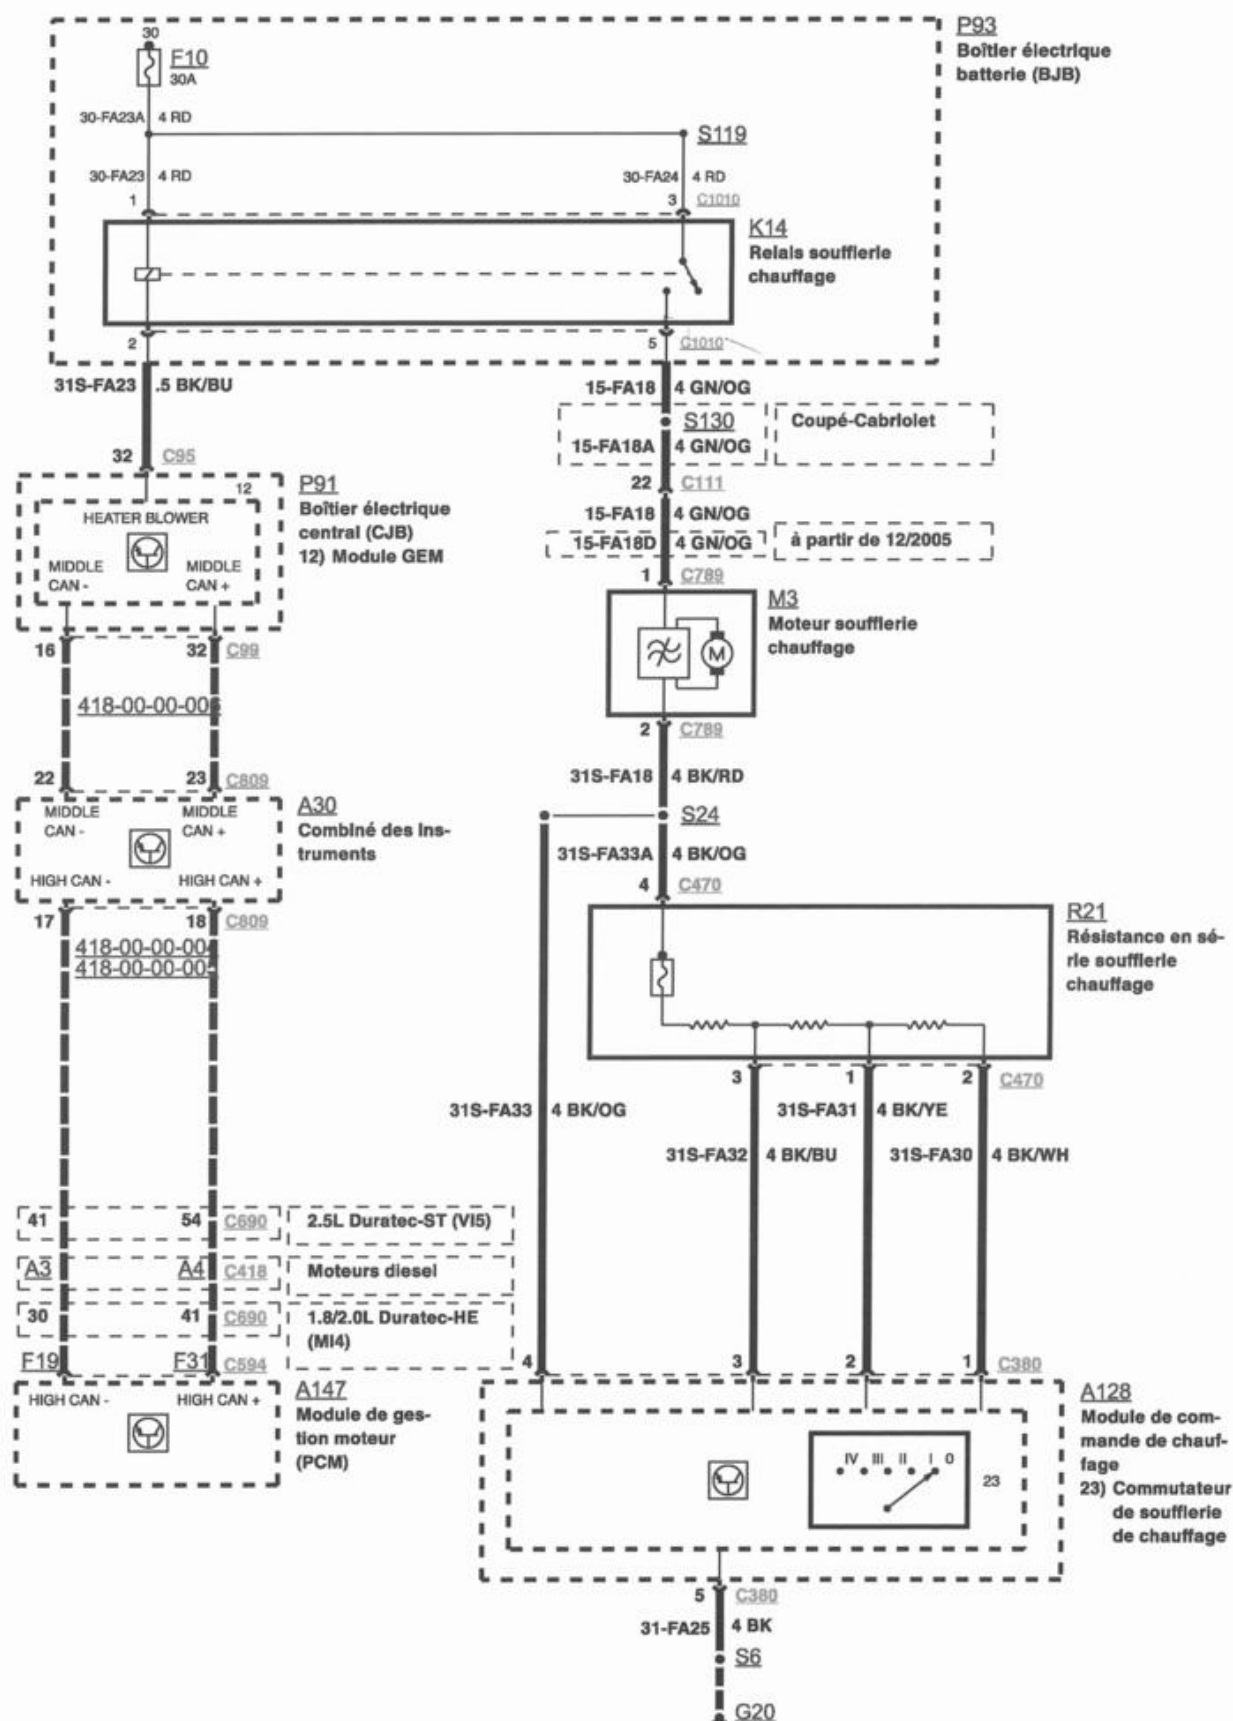 P93
Boîtier électrique
batterie (BJB)
30
F10
30A
30-FA23A 4 RD
S119
30-FA23 4 RD
30-FA24 4 RD
1
3 C1010
K14
Relais soufflerie
chauffage
2
5 C1010
31S-FA23 .5 BK/BU
15-FA18 4 GN/OG
S130
Coupé-Cabriolet
15-FA18A 4 GN/OG
32 C95
22 C111
P91
Boîtier électrique
central (CJB)
12) Module GEM
12
HEATER BLOWER
MIDDLE
CAN -
MIDDLE
CAN +
15-FA18 4 GN/OG
15-FA18D 4 GN/OG
à partir de 12/2005
1 C789
M3
Moteur soufflerie
chauffage
M
16
32 C99
418-00-00-006
2 C789
31S-FA18 4 BK/RD
22
23 C809
S24
A30
Combiné des ins-
truments
MIDDLE
CAN -
MIDDLE
CAN +
HIGH CAN -
HIGH CAN +
31S-FA33A 4 BK/OG
4 C470
17
18 C809
R21
Résistance en sé-
rie soufflerie
chauffage
418-00-00-004
418-00-00-00
3
1
2 C470
31S-FA33 4 BK/OG
31S-FA31 4 BK/YE
31S-FA32 4 BK/BU
31S-FA30 4 BK/WH
41
54 C690
2.5L Duratec-ST (VI5)
A3
A4 C418
Moteurs diesel
30
41 C690
1.8/2.0L Duratec-HE
(MI4)
F19
F31 C594
4
3
2
1 C380
HIGH CAN -
HIGH CAN +
A147
Module de ges-
tion moteur
(PCM)
A128
Module de com-
mande de chauf-
fage
23) Commutateur
de soufflerie
de chauffage
IV III II I 0
23
5 C380
31-FA25 4 BK
S6
G20